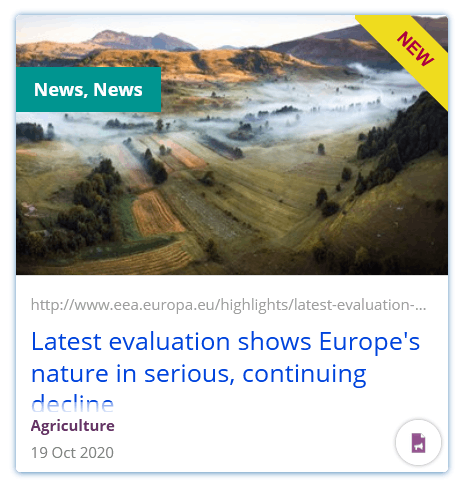 NEW
News, News
http://www.eea.europa.eu/highlights/latest-evaluation-...
Latest evaluation shows Europe's
nature in serious, continuing
decline
Agriculture
19 Oct 2020